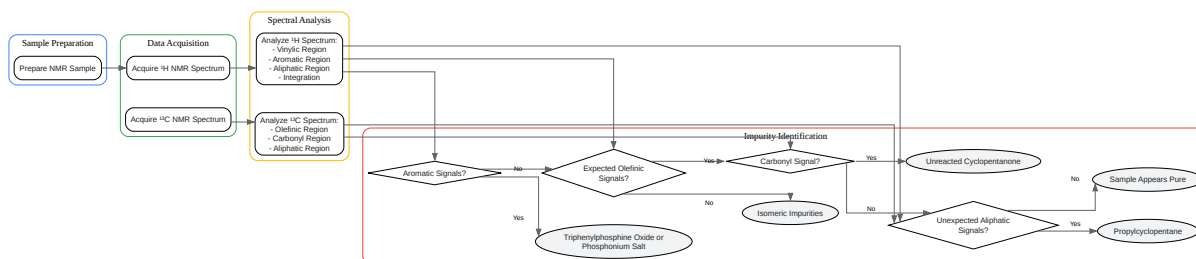 Sample Preparation
Prepare NMR Sample
Data Acquisition
Acquire ¹H NMR Spectrum
Acquire ¹³C NMR Spectrum
Spectral Analysis
Analyze ¹H Spectrum:
- Vinylic Region
- Aromatic Region
- Aliphatic Region
- Integration
Analyze ¹³C Spectrum:
- Olefinic Region
- Carbonyl Region
- Aliphatic Region
Impurity Identification
Aromatic Signals?
No
Yes
Triphenylphosphine Oxide or
Phosphonium Salt
Expected Olefinic
Signals?
Yes
No
Isomeric Impurities
Carbonyl Signal?
Yes
No
Unreacted Cyclopentanone
Unexpected Aliphatic
Signals?
No
Yes
Sample Appears Pure
Propylcyclopentane